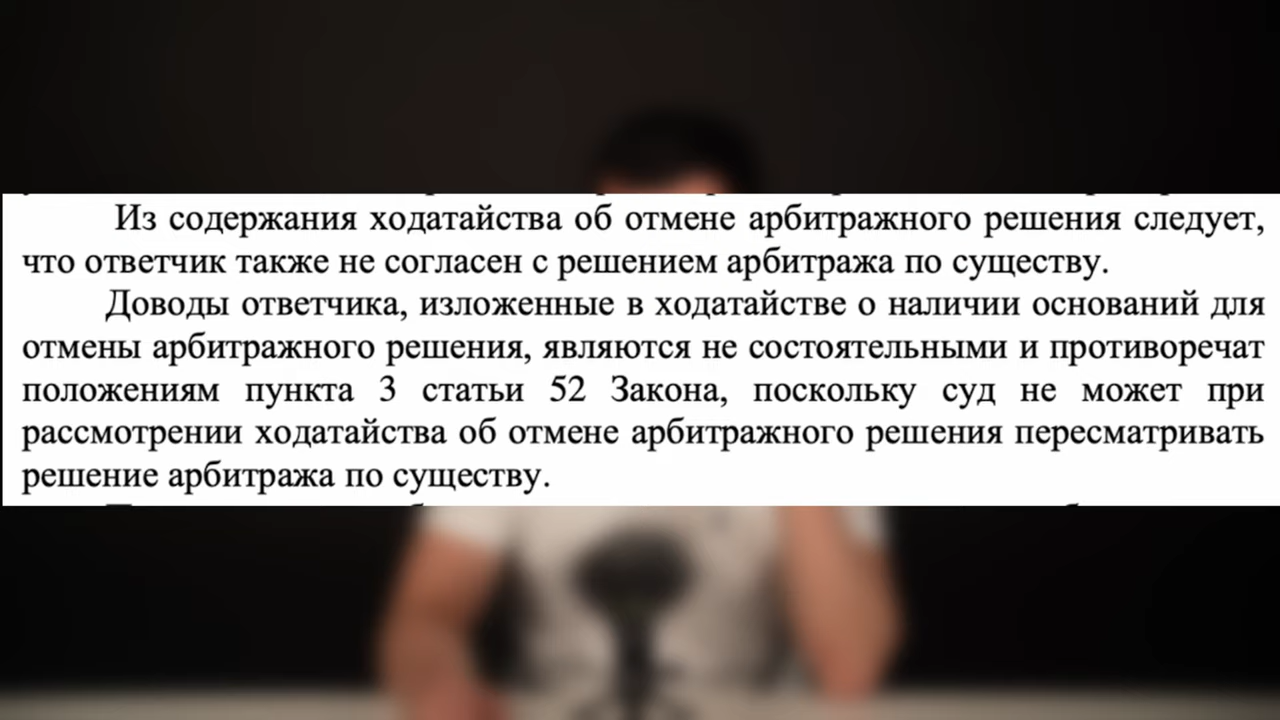 Из содержания ходатайства об отмене арбитражного решения следует,
что ответчик также не согласен с решением арбитража по существу.
Доводы ответчика, изложенные в ходатайстве о наличии оснований для
отмены арбитражного решения, являются не состоятельными и противоречат
положениям пункта 3 статьи 52 Закона, поскольку суд не может при
рассмотрении ходатайства об отмене арбитражного решения пересматривать
решение арбитража по существу.